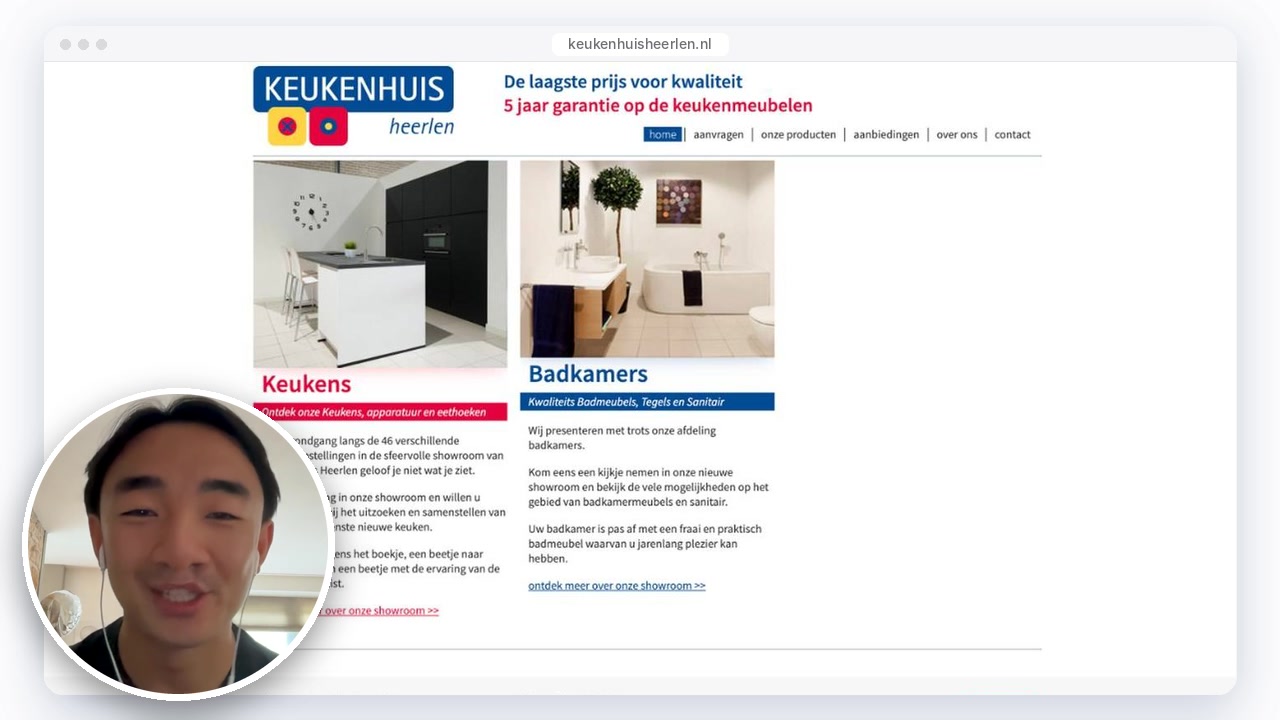 keukenhuisheerlen.nl
KEUKENHUIS
heerlen
De laagste prijs voor kwaliteit
5 jaar garantie op de keukenmeubelen
home | aanvragen | onze producten | aanbiedingen | over ons | contact
Keukens
Ontdek onze Keukens, apparatuur en eethoeken
46 verschillende
sfeervolle showroom van
Heerlen geloof je niet wat je ziet.
in onze showroom en willen u
het uitzoeken en samenstellen van
nieuwe keuken.
het boekje, een beetje naar
een beetje met de ervaring van de
over onze showroom >>
Badkamers
Kwaliteits Badmeubels, Tegels en Sanitair
Wij presenteren met trots onze afdeling
badkamers.
Kom eens een kijkje nemen in onze nieuwe
showroom en bekijk de vele mogelijkheden op het
gebied van badkamermeubels en sanitair.
Uw badkamer is pas af met een fraai en praktisch
badmeubel waarvan u jarenlang plezier kan
hebben.
ontdek meer over onze showroom >>